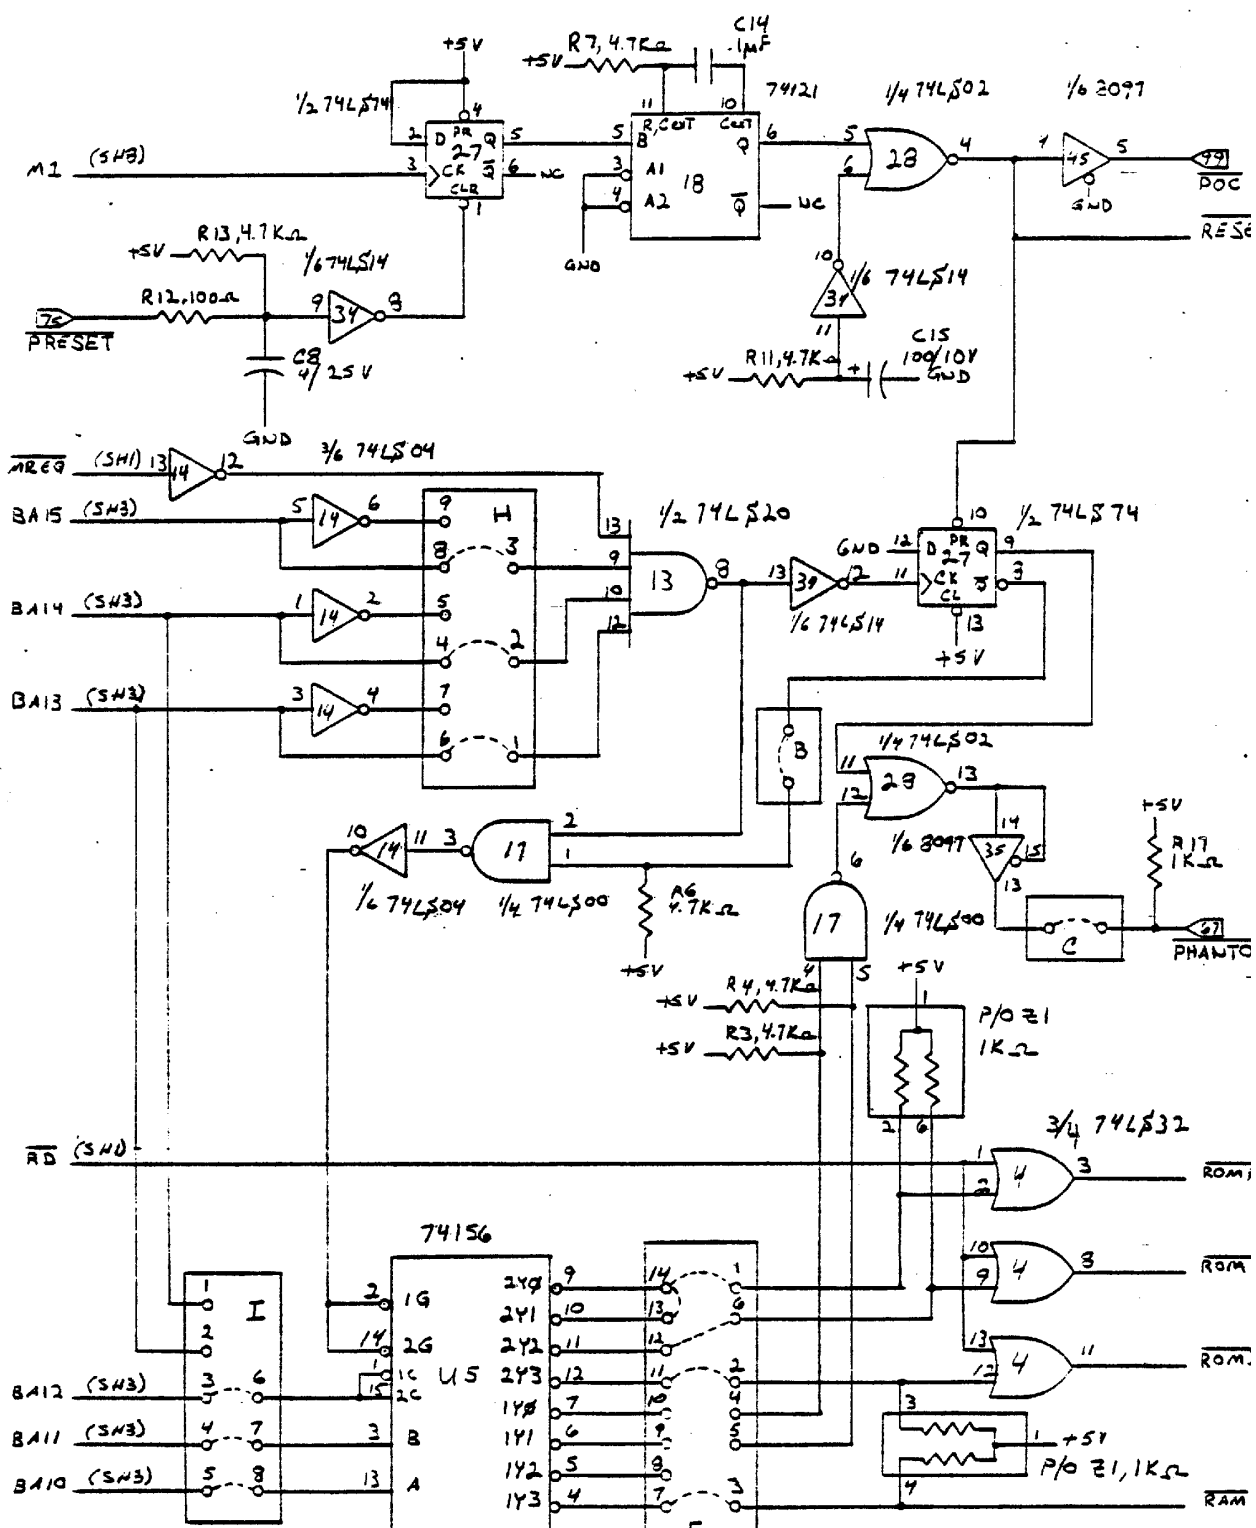 C14
.1µF
R7, 4.7KΩ
+5V
+5V
1/2 74LS74
74121
1/4 74LS02
1/6 8097
11 10
R,Cext Cext
4
PR
2 D Q 5
27
3 CK Q̅ 6 NC
CLR
1
5 B Q 6
3 A1
4 A2
18
Q̅ NC
GND
5
6
28
4
45
5
GND
99
P̅O̅C̅
R̅E̅S̅E̅
M1 (SH3)
R13, 4.7KΩ
+5V
1/6 74LS14
R12, 100Ω
9 34 8
75
P̅R̅E̅S̅E̅T̅
C8
4/25V
GND
10
1/6 74LS14
11
C15
100/10V
R11, 4.7KΩ
+5V
+
GND
M̅R̅E̅Q̅ (SH1) 13 14 12
3/6 74LS04
BA15 (SH3) 5 14 6 9
H
8 3
BA14 (SH3) 1 14 2 5
4 2
BA13 (SH3) 3 14 4 7
6 1
1/2 74LS20
13
9
10
12
13
8
13 12
1/6 74LS14
1/2 74LS74
10
GND 12 D PR Q 9
27
11 CK Q̅
CL
13
+5V
B
1/4 74LS02
11
12
28
13
14
1/6 8097
35
15
13
+5V
R17
1KΩ
C
67
P̅H̅A̅N̅T̅O̅
10 14 11 3 17 2
1
1/6 74LS04
1/4 74LS00
R6
4.7KΩ
+5V
6
17
1/4 74LS00
4 5
+5V
R4, 4.7KΩ
+5V
R3, 4.7KΩ
+5V
1
P/O Z1
1KΩ
2 6
3/4 74LS32
R̅D̅ (SH1)
1
2
4
3
R̅O̅M̅
10
9
4
8
R̅O̅M̅
13
12
4
11
R̅O̅M̅
74156
1
2
I
BA12 (SH3) 3 6
BA11 (SH3) 4 7
BA10 (SH3) 5 8
2 1G
14 2G
1 1C
15 2C
3 B
13 A
U5
2YØ 9 14 1
2Y1 10 13 6
2Y2 11 12
2Y3 12 11 2
1YØ 7 10 4
1Y1 6 9 5
1Y2 5 8
1Y3 4 7 3
3
1 +5V
P/O Z1, 1KΩ
4
R̅A̅M̅